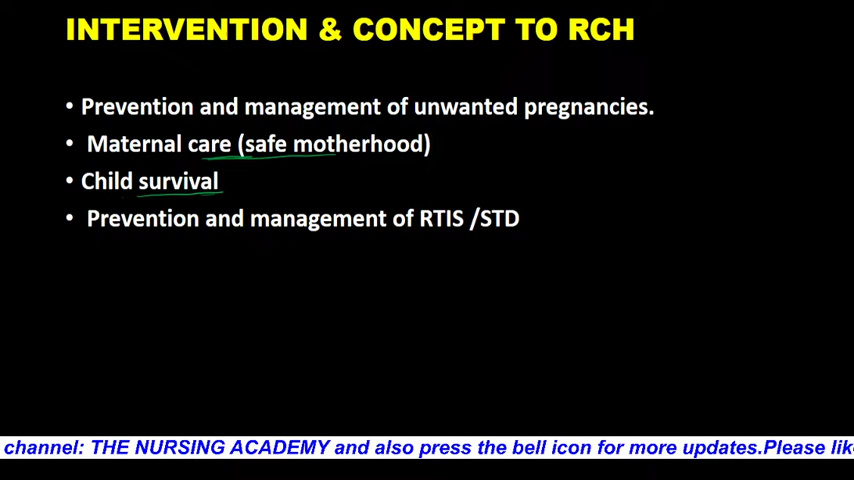 INTERVENTION & CONCEPT TO RCH
• Prevention and management of unwanted pregnancies.
• Maternal care (safe motherhood)
• Child survival
• Prevention and management of RTIS /STD
channel: THE NURSING ACADEMY and also press the bell icon for more updates.Please lik